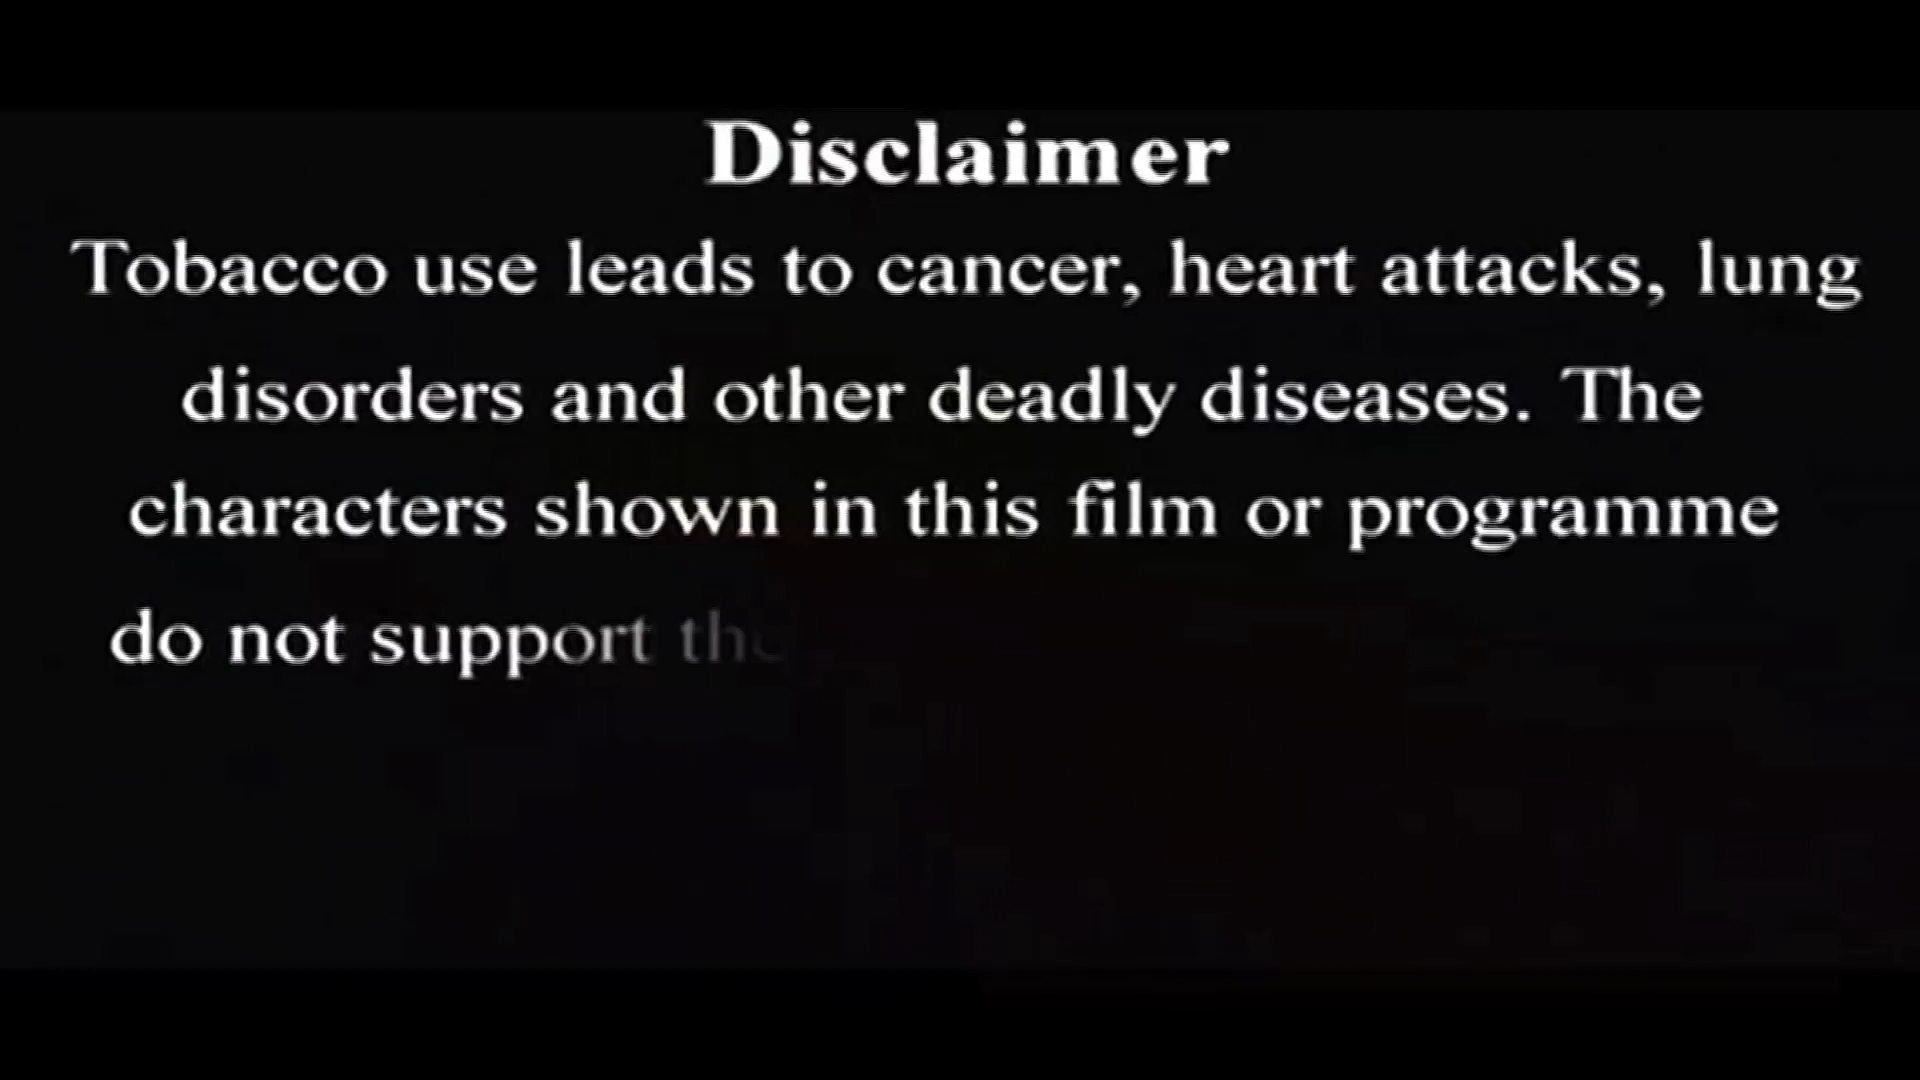 Disclaimer
Tobacco use leads to cancer, heart attacks, lung
disorders and other deadly diseases. The
characters shown in this film or programme
do not support the